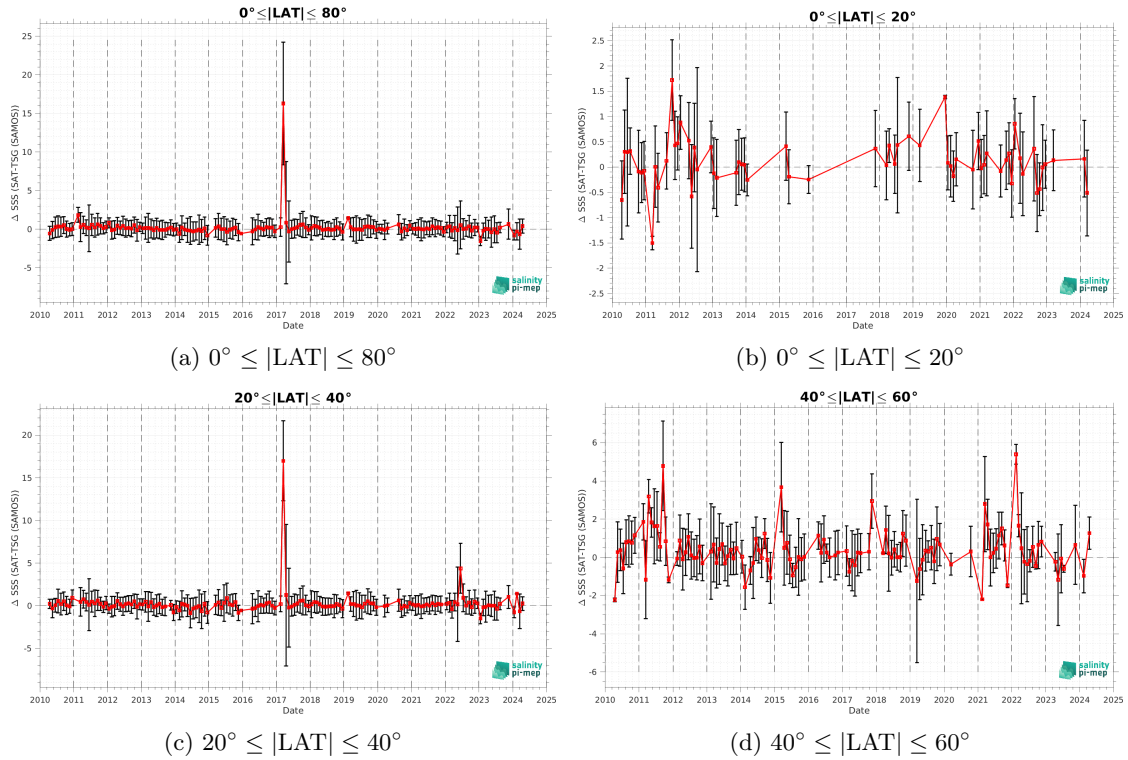 0°≤|LAT|≤ 80°
Δ SSS (SAT-TSG (SAMOS))
25
20
15
10
5
0
-5
2010 2011 2012 2013 2014 2015 2016 2017 2018 2019 2020 2021 2022 2023 2024 2025
Date
salinity
pi-mep
(a) 0° ≤ |LAT| ≤ 80°
0°≤|LAT|≤ 20°
Δ SSS (SAT-TSG (SAMOS))
2.5
2
1.5
1
0.5
0
-0.5
-1
-1.5
-2
-2.5
2010 2011 2012 2013 2014 2015 2016 2017 2018 2019 2020 2021 2022 2023 2024 2025
Date
salinity
pi-mep
(b) 0° ≤ |LAT| ≤ 20°
20°≤|LAT|≤ 40°
Δ SSS (SAT-TSG (SAMOS))
20
15
10
5
0
-5
2010 2011 2012 2013 2014 2015 2016 2017 2018 2019 2020 2021 2022 2023 2024 2025
Date
salinity
pi-mep
(c) 20° ≤ |LAT| ≤ 40°
40°≤|LAT|≤ 60°
Δ SSS (SAT-TSG (SAMOS))
6
4
2
0
-2
-4
-6
2010 2011 2012 2013 2014 2015 2016 2017 2018 2019 2020 2021 2022 2023 2024 2025
Date
salinity
pi-mep
(d) 40° ≤ |LAT| ≤ 60°